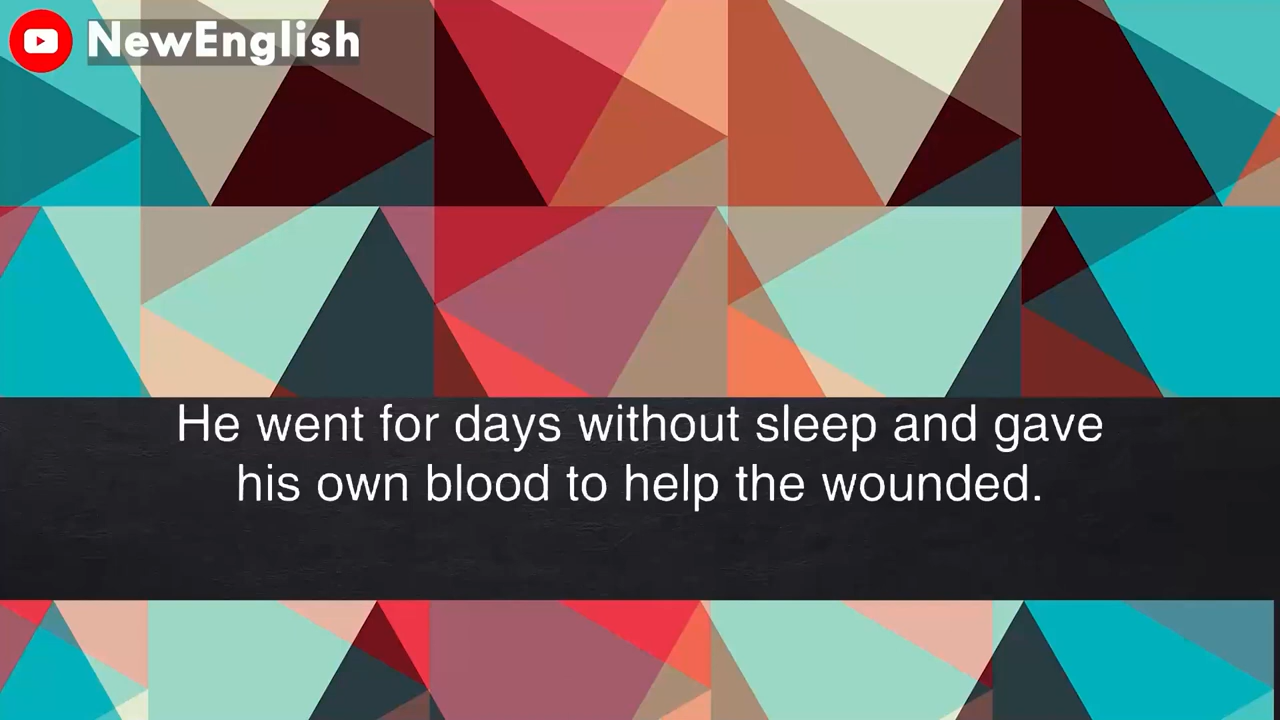 NewEnglish
He went for days without sleep and gave
his own blood to help the wounded.